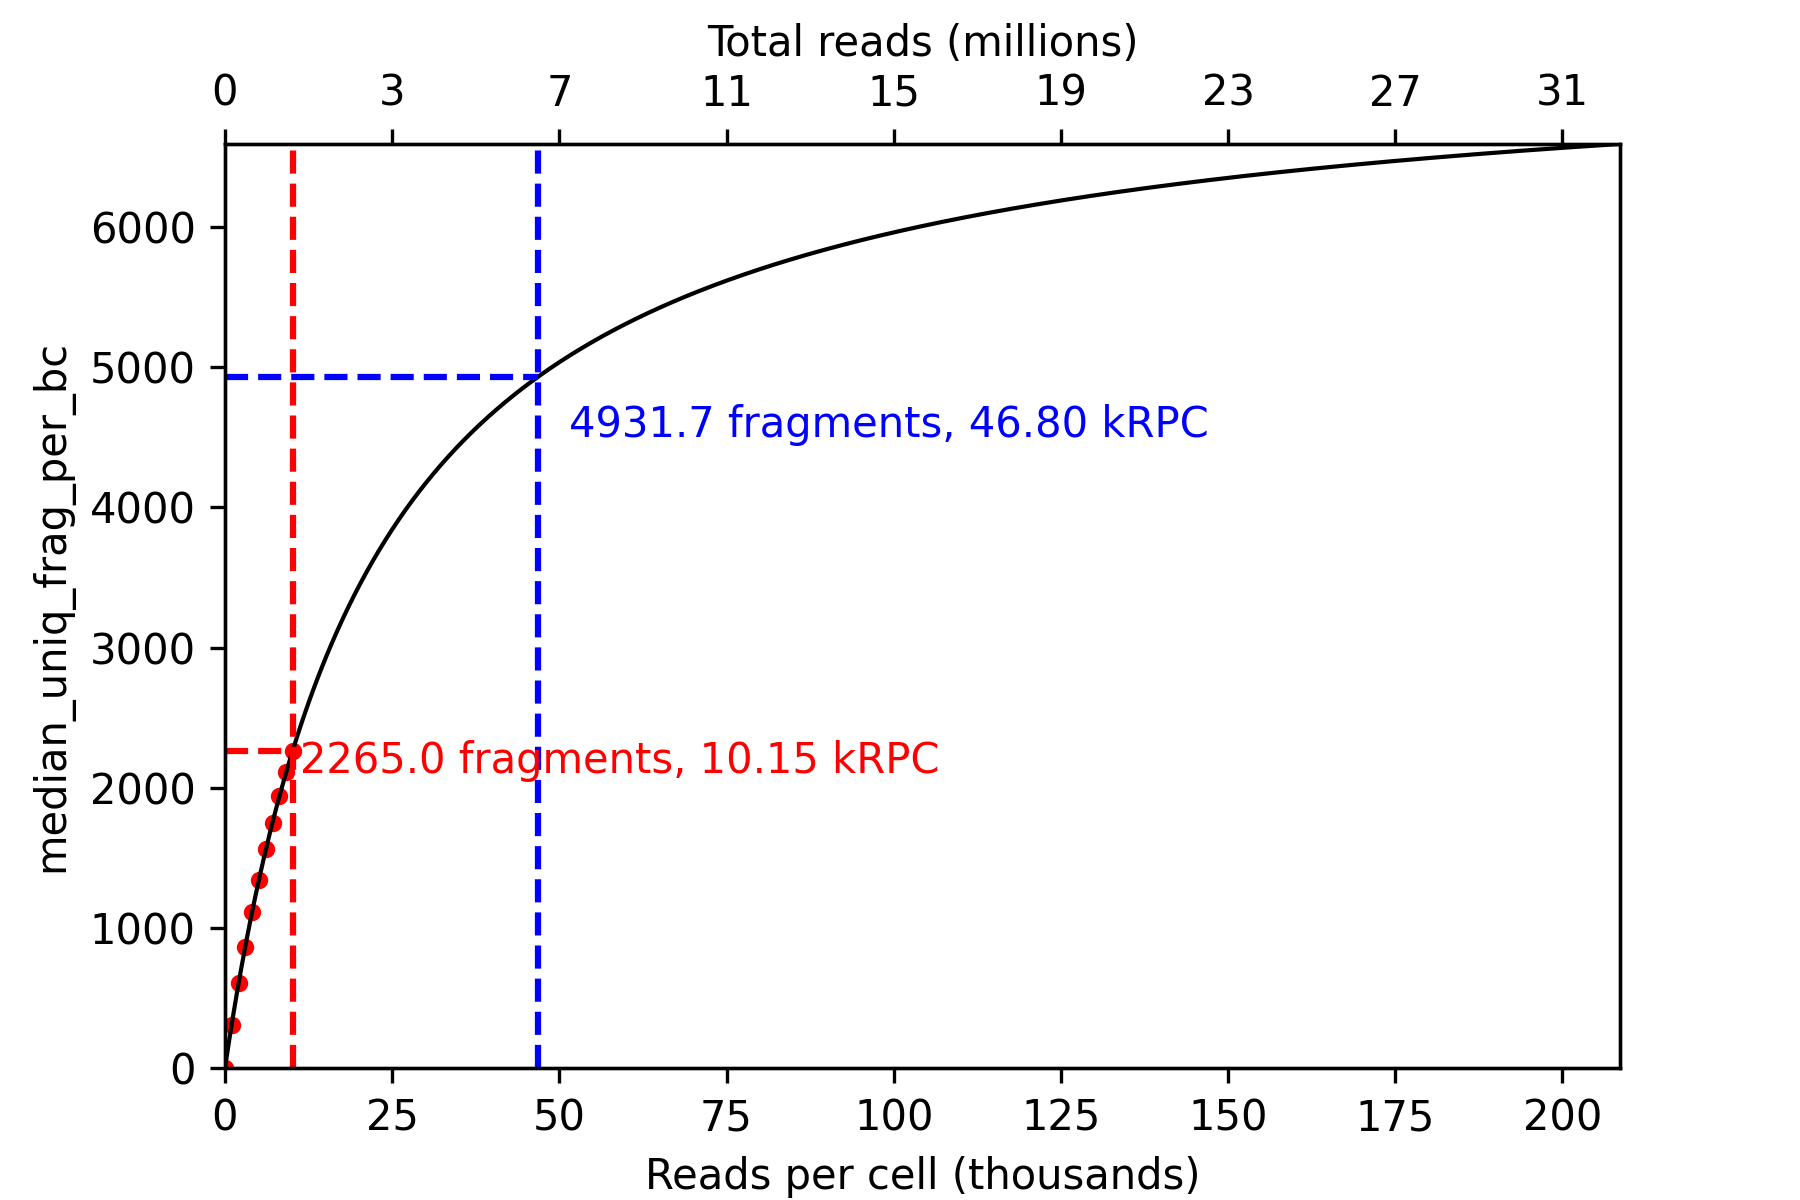 Total reads (millions)
0 3 7 11 15 19 23 27 31
median_uniq_frag_per_bc
6000
5000
4931.7 fragments, 46.80 kRPC
4000
3000
2265.0 fragments, 10.15 kRPC
2000
1000
0
0 25 50 75 100 125 150 175 200
Reads per cell (thousands)